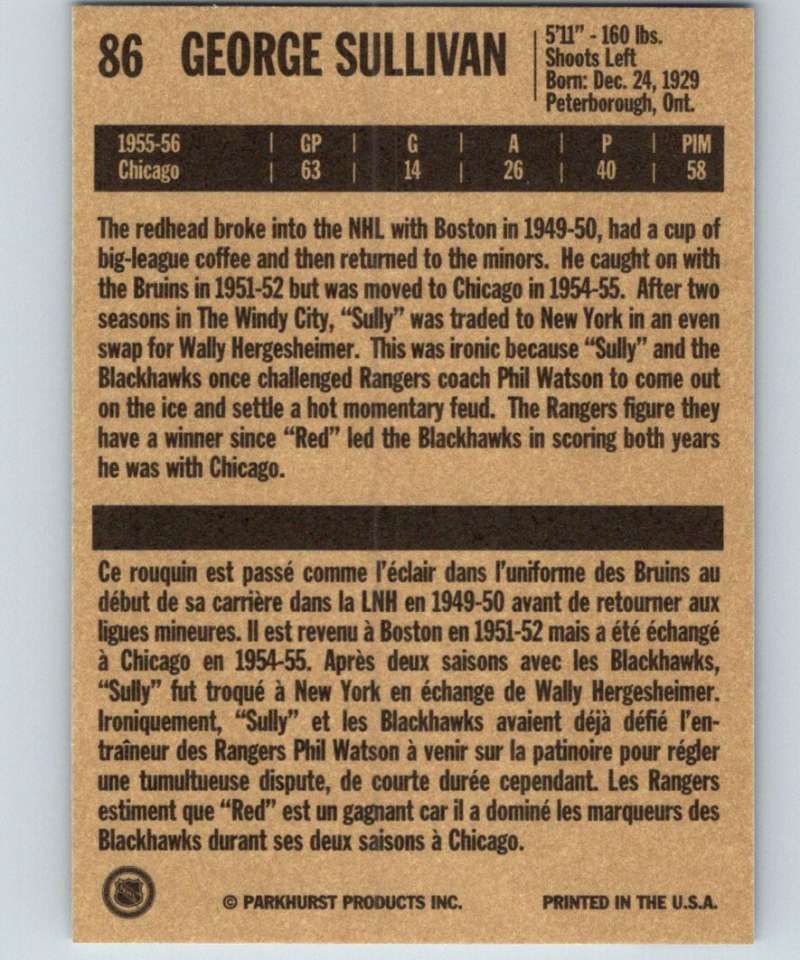 86 GEORGE SULLIVAN
5'11" - 160 lbs.
Shoots Left
Born: Dec. 24, 1929
Peterborough, Ont.
1955-56 | GP | G | A | P | PIM
Chicago | 63 | 14 | 26 | 40 | 58
The redhead broke into the NHL with Boston in 1949-50, had a cup of
big-league coffee and then returned to the minors. He caught on with
the Bruins in 1951-52 but was moved to Chicago in 1954-55. After two
seasons in The Windy City, "Sully" was traded to New York in an even
swap for Wally Hergesheimer. This was ironic because "Sully" and the
Blackhawks once challenged Rangers coach Phil Watson to come out
on the ice and settle a hot momentary feud. The Rangers figure they
have a winner since "Red" led the Blackhawks in scoring both years
he was with Chicago.
Ce rouquin est passé comme l'éclair dans l'uniforme des Bruins au
début de sa carrière dans la LNH en 1949-50 avant de retourner aux
ligues mineures. Il est revenu à Boston en 1951-52 mais a été échangé
à Chicago en 1954-55. Après deux saisons avec les Blackhawks,
"Sully" fut troqué à New York en échange de Wally Hergesheimer.
Ironiquement, "Sully" et les Blackhawks avaient déjà défié l'en-
traîneur des Rangers Phil Watson à venir sur la patinoire pour régler
une tumultueuse dispute, de courte durée cependant. Les Rangers
estiment que "Red" est un gagnant car il a dominé les marqueurs des
Blackhawks durant ses deux saisons à Chicago.
© PARKHURST PRODUCTS INC. PRINTED IN THE U.S.A.